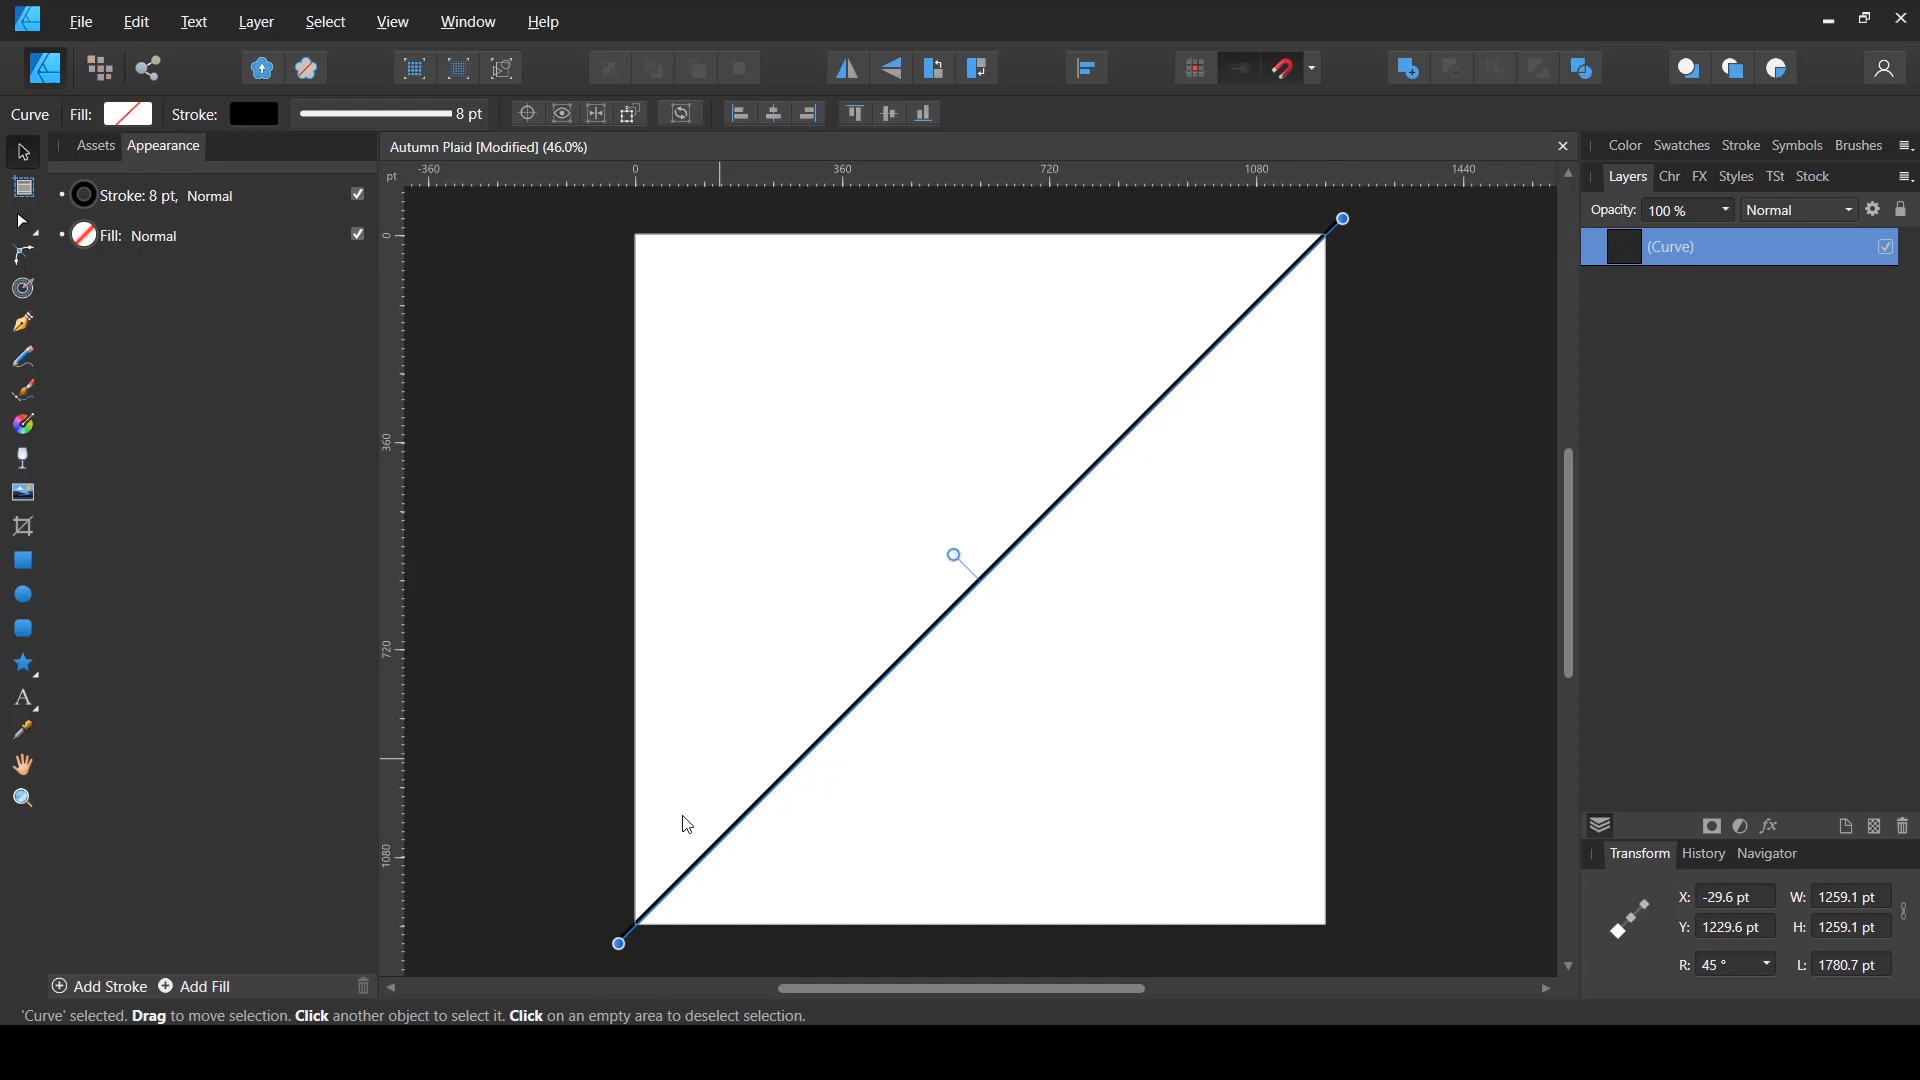 File Edit Text Layer Select View Window Help
Curve Fill: Stroke: 8 pt
Assets Appearance
Stroke: 8 pt, Normal
Fill: Normal
Add Stroke Add Fill
Autumn Plaid [Modified] (46.0%)
pt -360 0 360 720 1080 1440
0
360
720
1080
Color Swatches Stroke Symbols Brushes
Layers Chr FX Styles TSt Stock
Opacity: 100 % Normal
(Curve)
fx
Transform History Navigator
X: -29.6 pt W: 1259.1 pt
Y: 1229.6 pt H: 1259.1 pt
R: 45 ° L: 1780.7 pt
'Curve' selected. Drag to move selection. Click another object to select it. Click on an empty area to deselect selection.